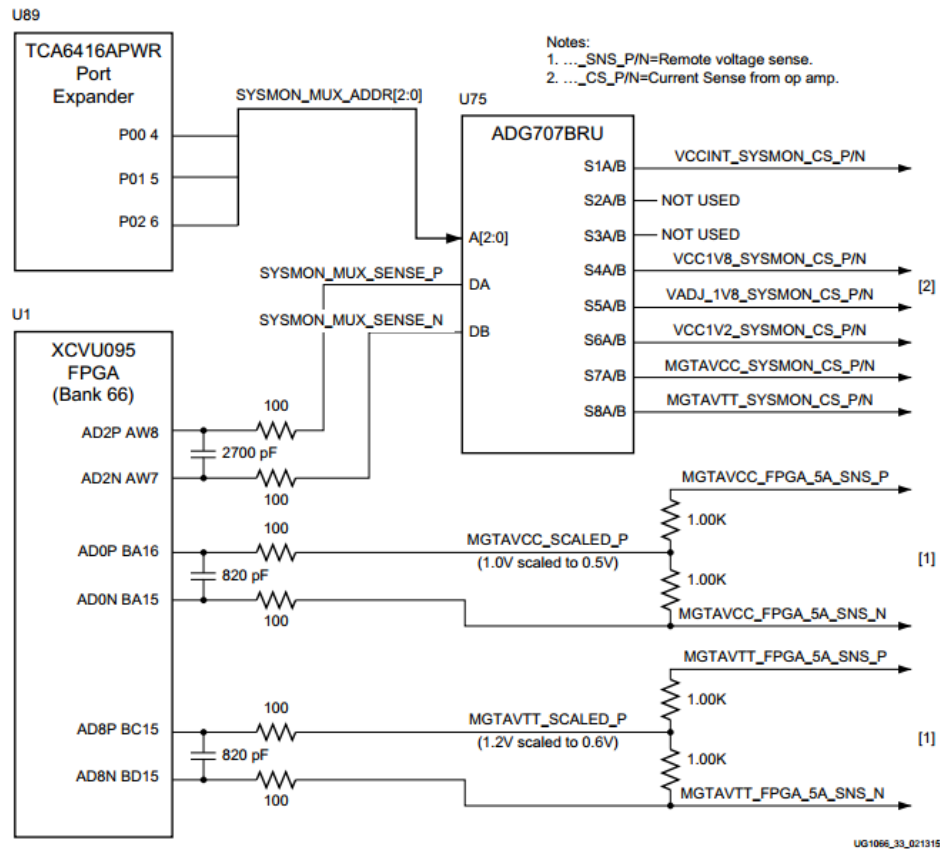 U89
TCA6416APWR
Port
Expander
P00 4
P01 5
P02 6
SYSMON_MUX_ADDR[2:0]
Notes:
1. ..._SNS_P/N=Remote voltage sense.
2. ..._CS_P/N=Current Sense from op amp.
U75
ADG707BRU
A[2:0]
DA
DB
S1A/B
S2A/B
S3A/B
S4A/B
S5A/B
S6A/B
S7A/B
S8A/B
VCCINT_SYSMON_CS_P/N
NOT USED
NOT USED
VCC1V8_SYSMON_CS_P/N
VADJ_1V8_SYSMON_CS_P/N
VCC1V2_SYSMON_CS_P/N
MGTAVCC_SYSMON_CS_P/N
MGTAVTT_SYSMON_CS_P/N
[2]
SYSMON_MUX_SENSE_P
SYSMON_MUX_SENSE_N
U1
XCVU095
FPGA
(Bank 66)
AD2P AW8
AD2N AW7
100
2700 pF
100
AD0P BA16
AD0N BA15
100
820 pF
100
MGTAVCC_SCALED_P
(1.0V scaled to 0.5V)
MGTAVCC_FPGA_5A_SNS_P
1.00K
1.00K
MGTAVCC_FPGA_5A_SNS_N
[1]
AD8P BC15
AD8N BD15
100
820 pF
100
MGTAVTT_SCALED_P
(1.2V scaled to 0.6V)
MGTAVTT_FPGA_5A_SNS_P
1.00K
1.00K
MGTAVTT_FPGA_5A_SNS_N
[1]
UG1066_33_021315